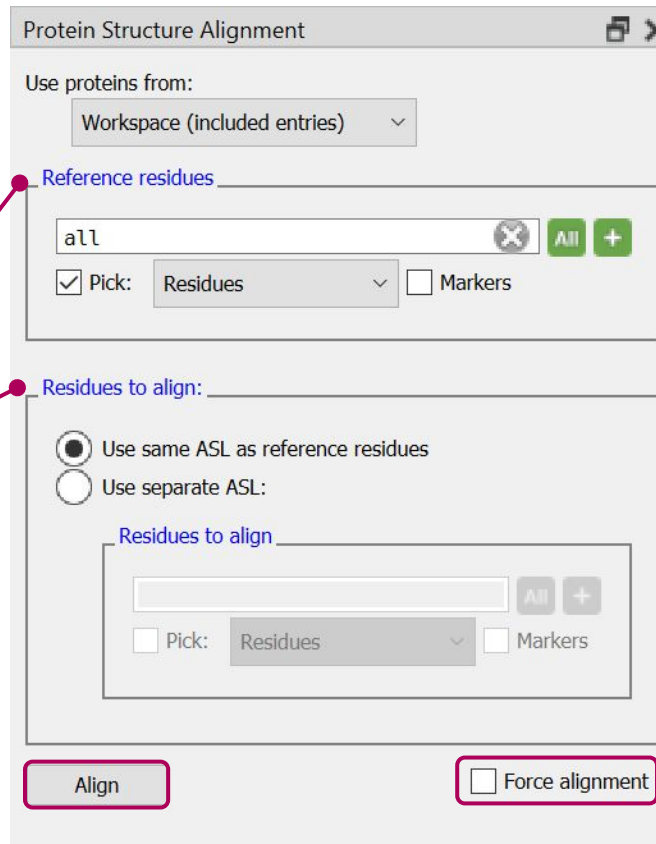 Protein Structure Alignment
Use proteins from:
Workspace (included entries)
Reference residues
all All +
Pick: Residues Markers
Residues to align:
Use same ASL as reference residues
Use separate ASL:
Residues to align
All +
Pick: Residues Markers
Align Force alignment